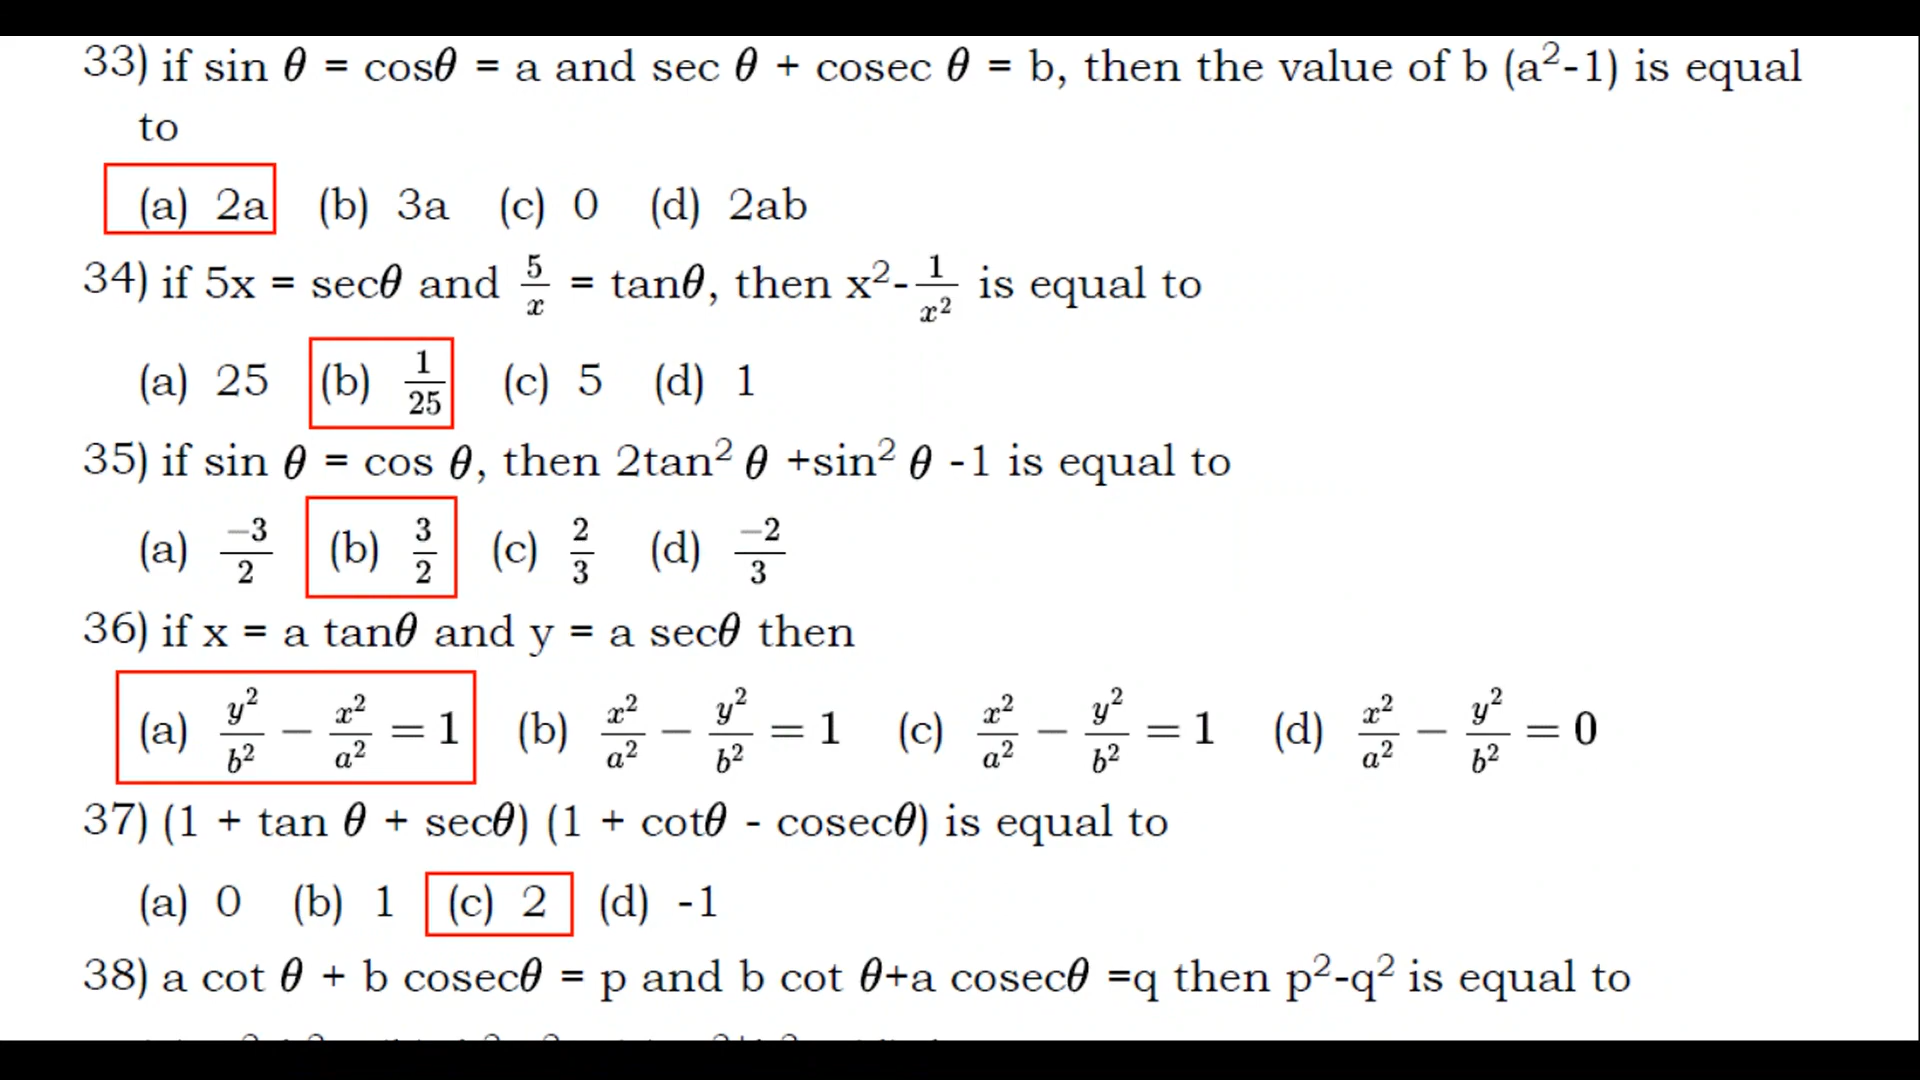 33) if sin θ = cosθ = a and sec θ + cosec θ = b, then the value of b (a²-1) is equal
to
(a) 2a (b) 3a (c) 0 (d) 2ab
34) if 5x = secθ and 5/x = tanθ, then x²-1/x² is equal to
(a) 25 (b) 1/25 (c) 5 (d) 1
35) if sin θ = cos θ, then 2tan² θ +sin² θ -1 is equal to
(a) −3/2 (b) 3/2 (c) 2/3 (d) −2/3
36) if x = a tanθ and y = a secθ then
(a) y²/b² − x²/a² = 1 (b) x²/a² − y²/b² = 1 (c) x²/a² − y²/b² = 1 (d) x²/a² − y²/b² = 0
37) (1 + tan θ + secθ) (1 + cotθ - cosecθ) is equal to
(a) 0 (b) 1 (c) 2 (d) -1
38) a cot θ + b cosecθ = p and b cot θ+a cosecθ =q then p²-q² is equal to